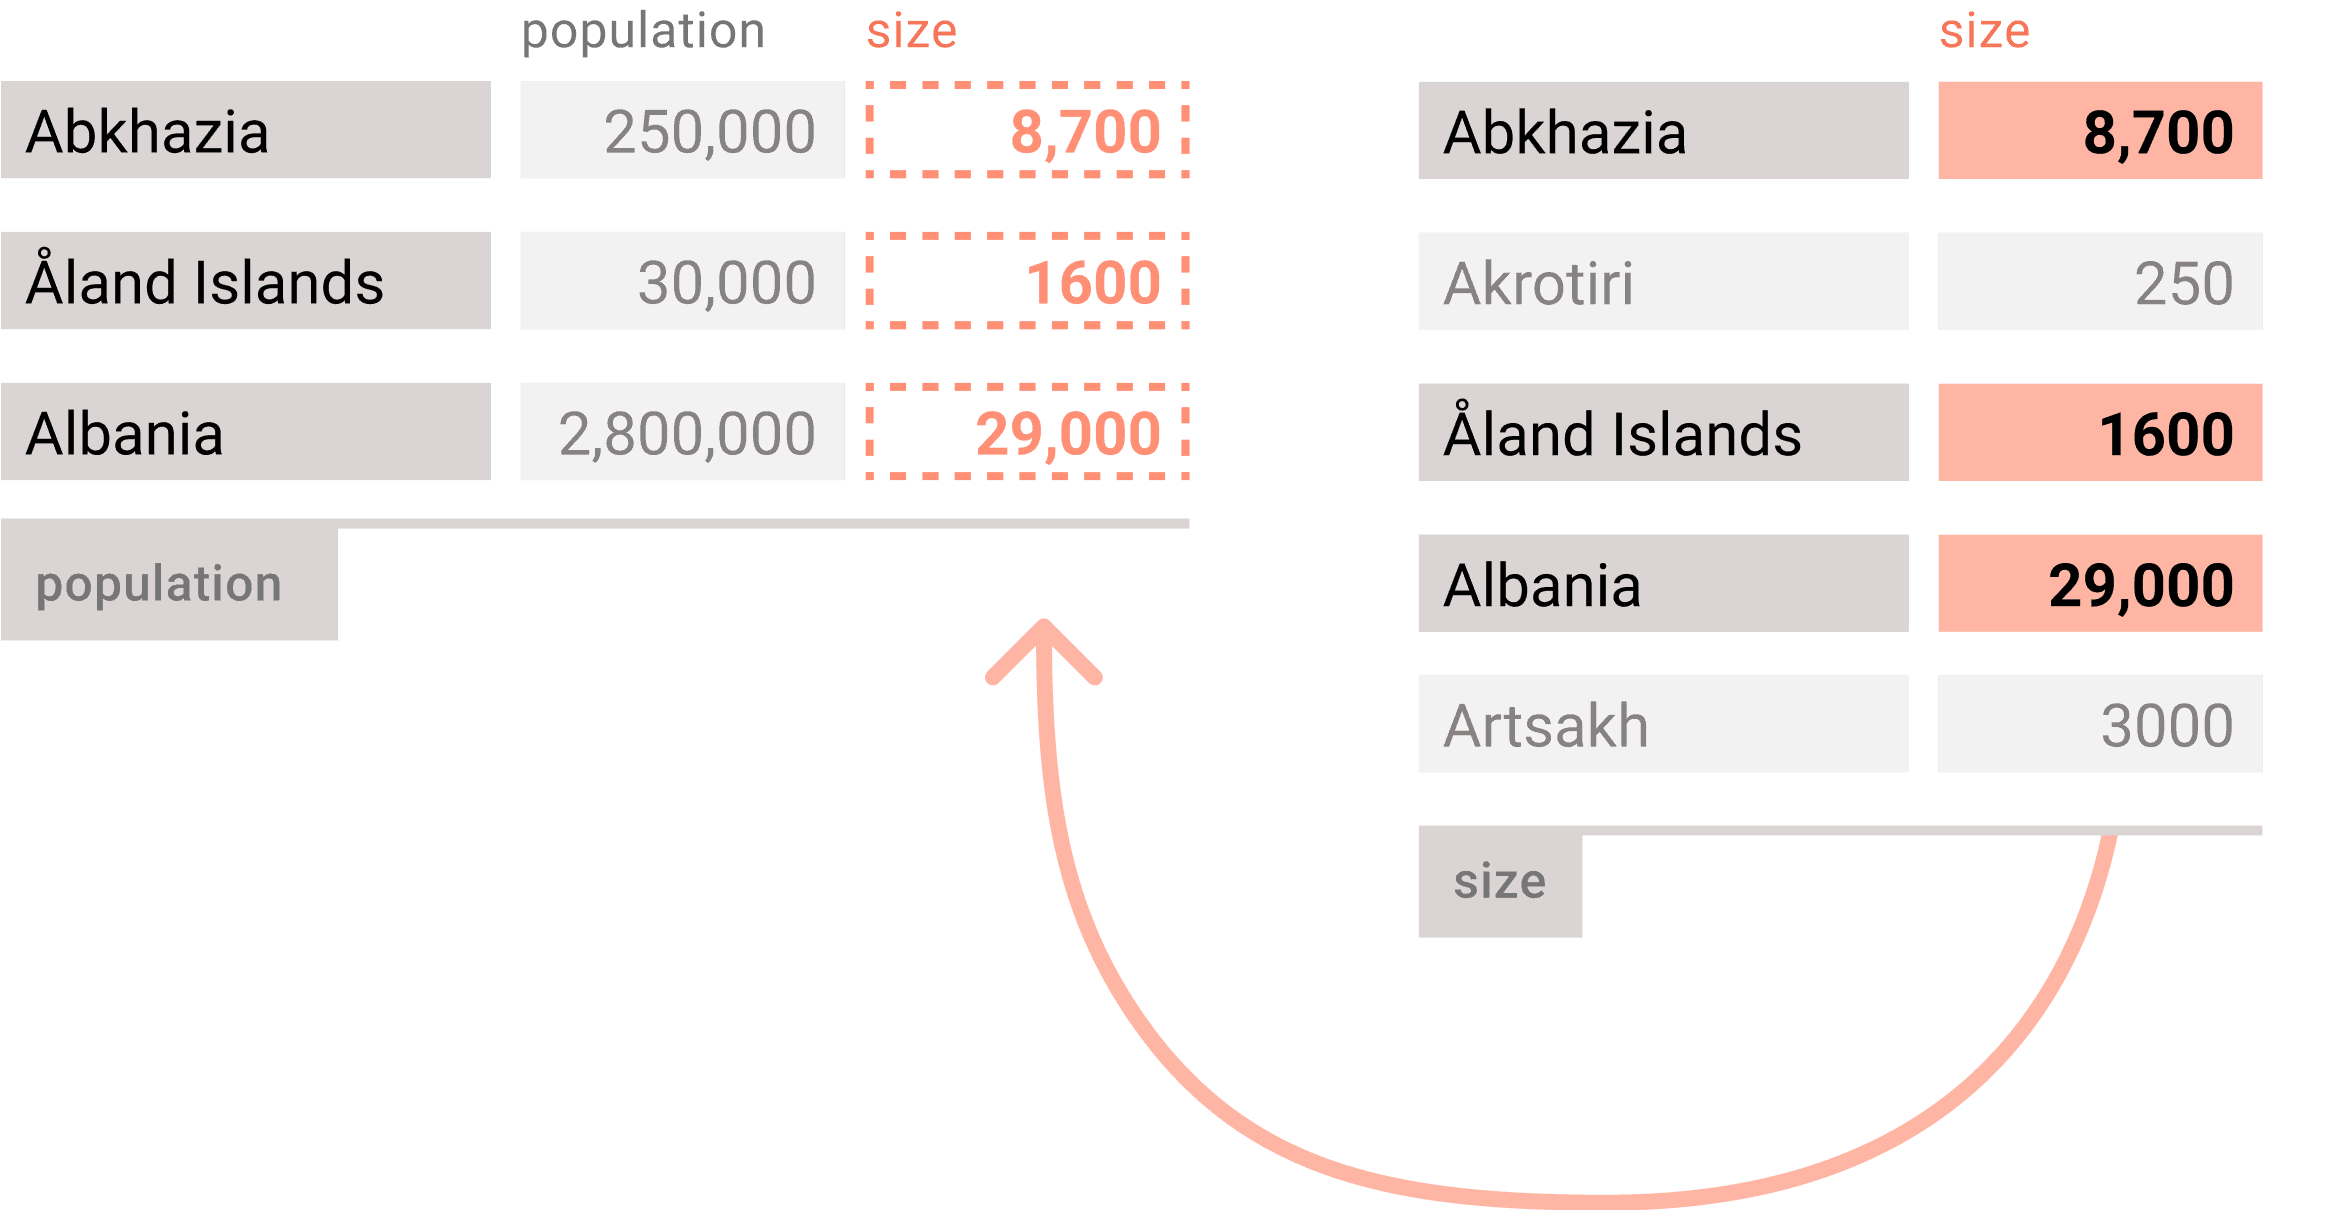 population size
Abkhazia 250,000 8,700
Åland Islands 30,000 1600
Albania 2,800,000 29,000
population
size
Abkhazia 8,700
Akrotiri 250
Åland Islands 1600
Albania 29,000
Artsakh 3000
size